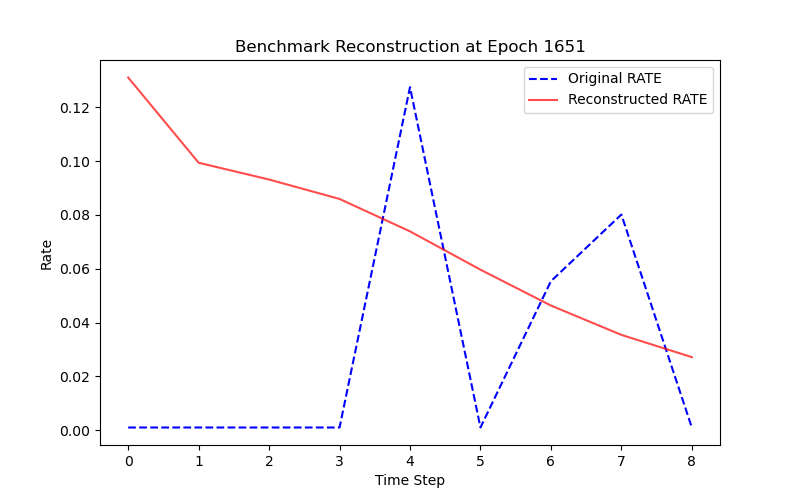 Benchmark Reconstruction at Epoch 1651
Original RATE
Reconstructed RATE
0.12
0.10
0.08
0.06
0.04
0.02
0.00
Rate
0 1 2 3 4 5 6 7 8
Time Step